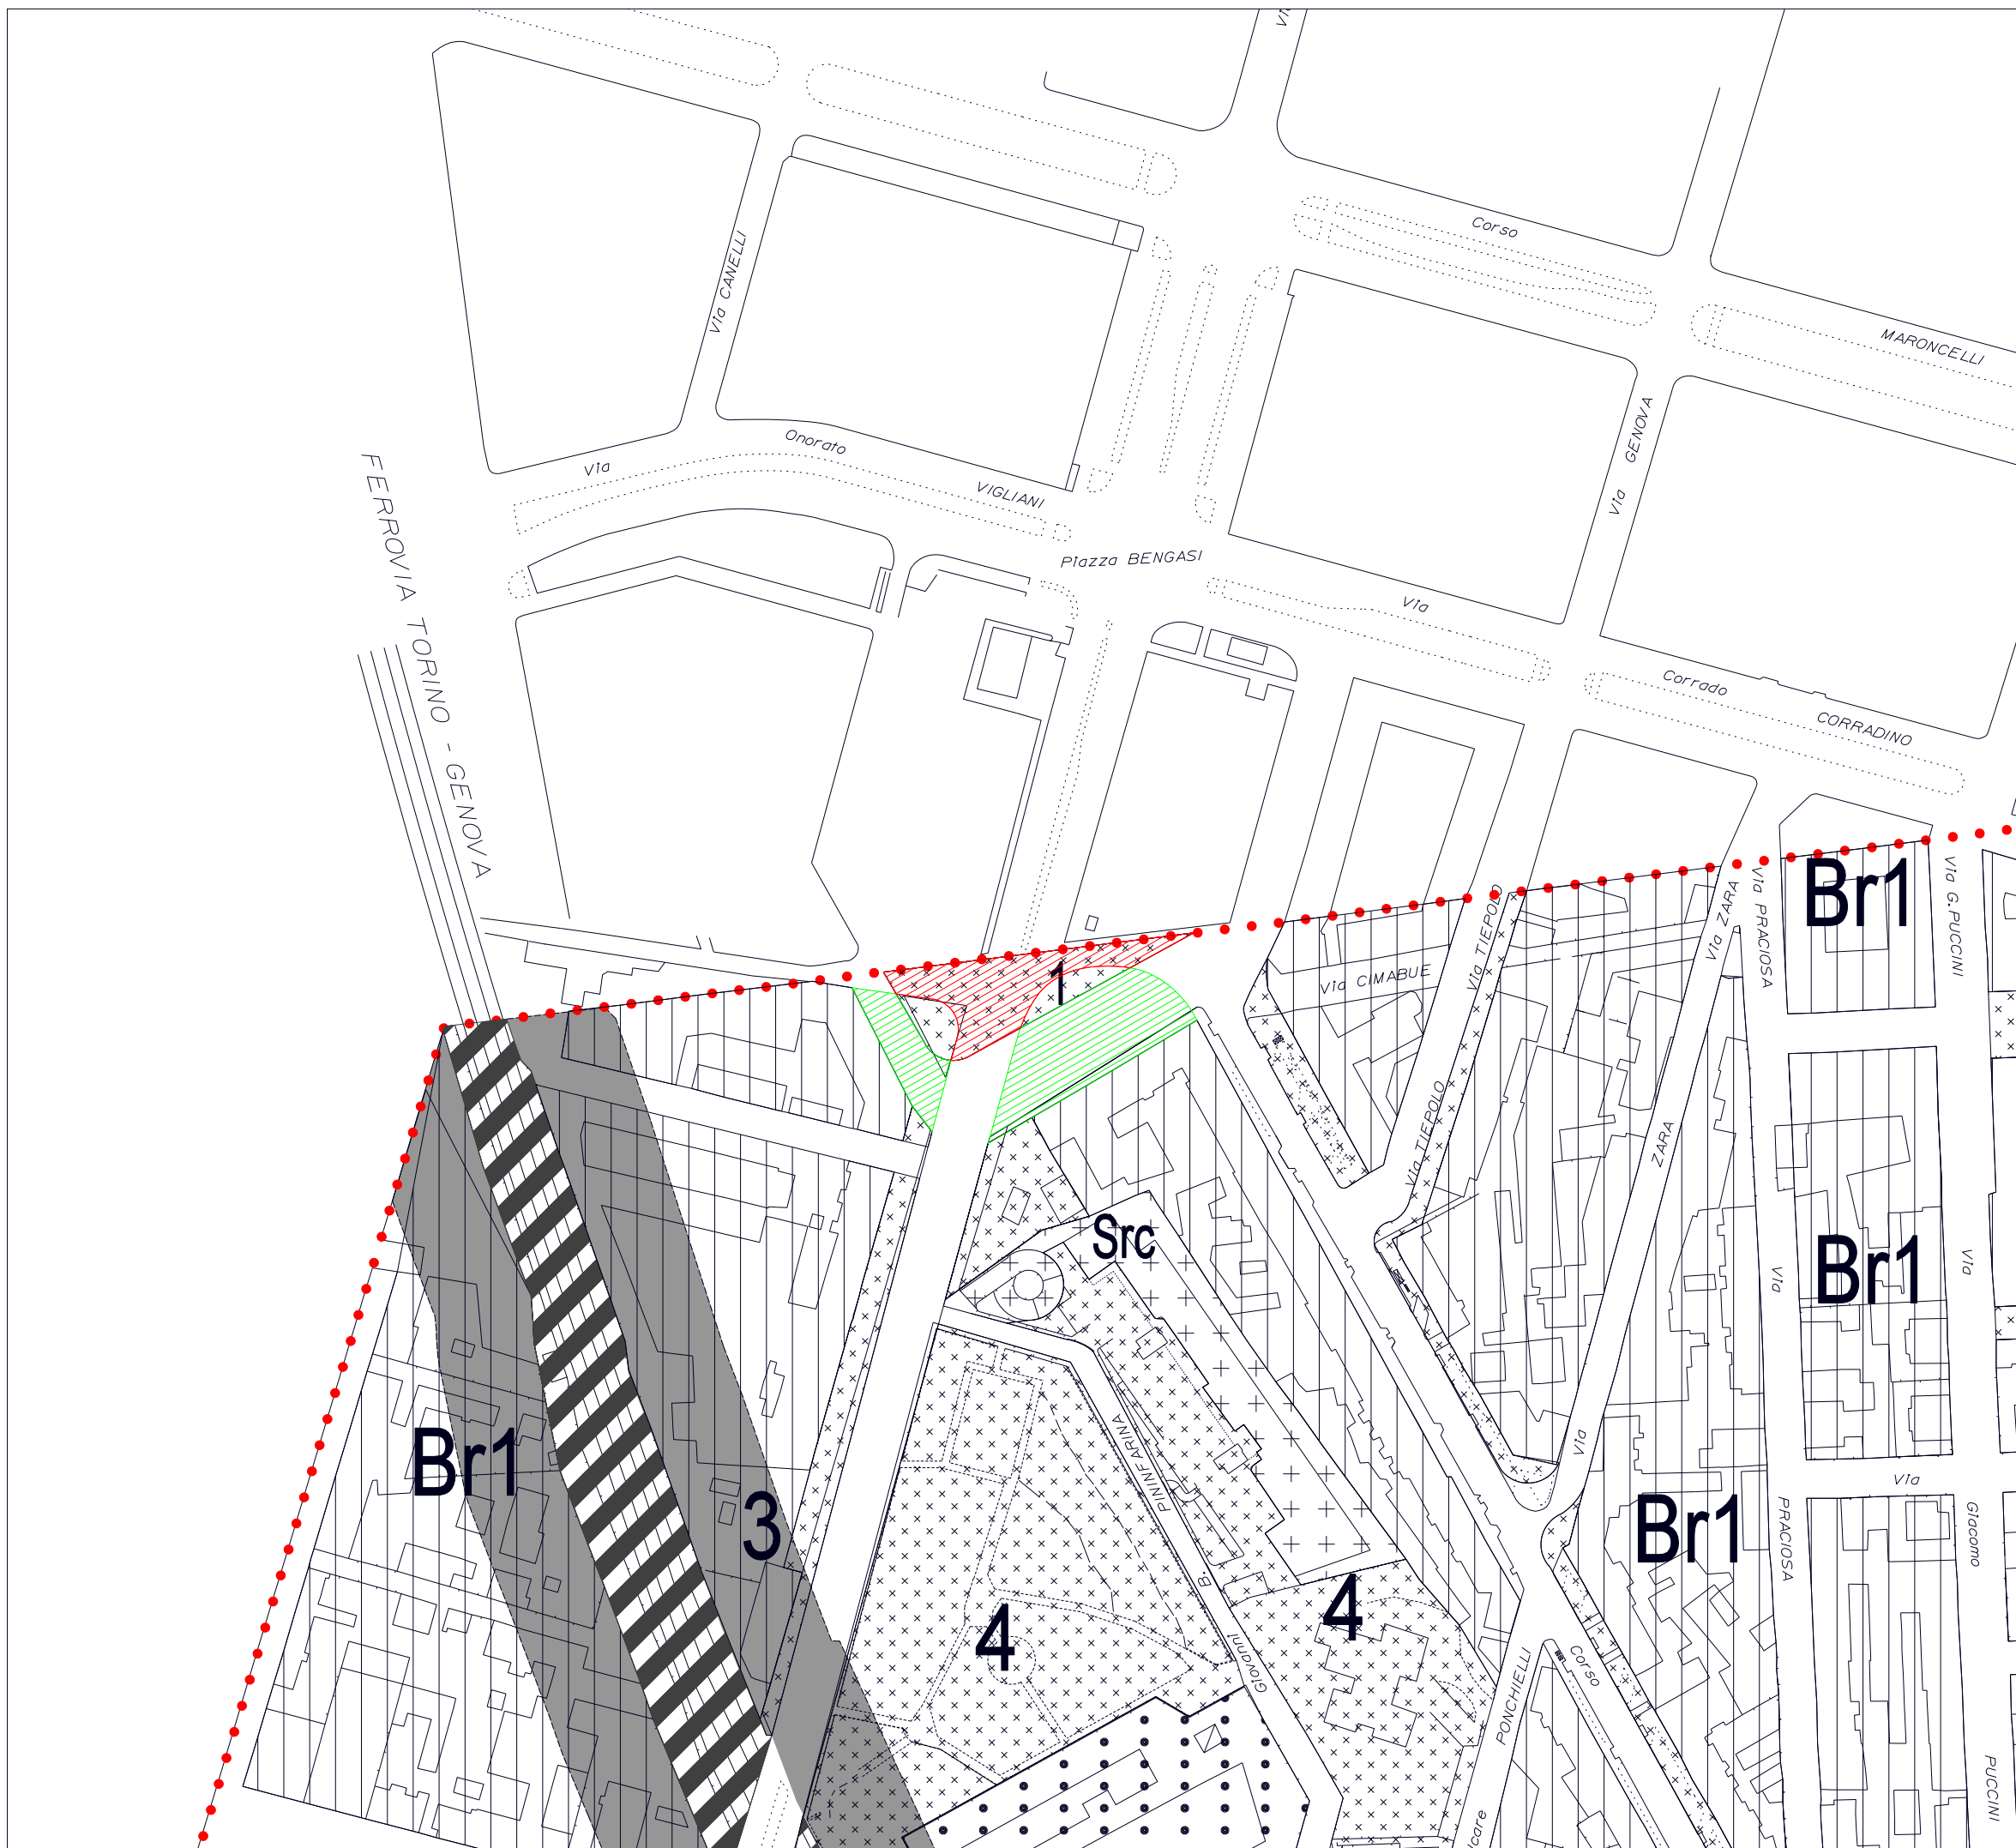 Corso
MARONCELLI
Via CANELLI
Via GENOVA
Via Onorato VIGLIANI
FERROVIA TORINO - GENOVA
Piazza BENGASI
Via Corrado CORRADINO
Via TIEPOLO
Via ZARA
Via PRACIOSA
Br1
Via G.PUCCINI
1
Via CIMABUE
Via TIEPOLO
ZARA
Via
Src
Br1
Via
Via
Br1
PININFARINA
B.
Giovanni
3
Br1
PRACIOSA
Via
Giacomo
PUCCINI
4
4
Corso
PONCHIELLI